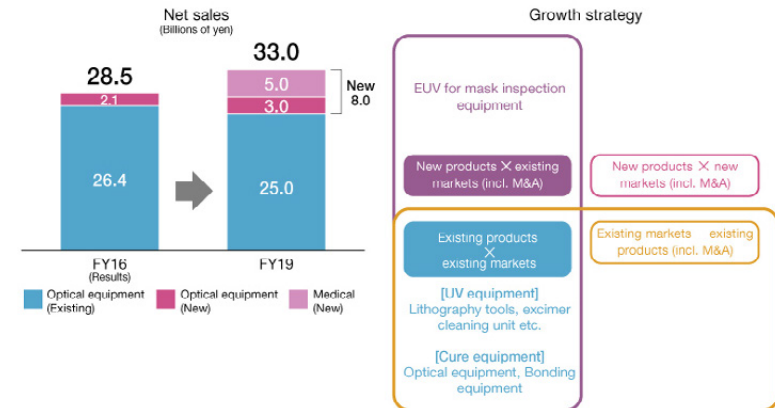 Net sales
(Billions of yen)
28.5
2.1
26.4
33.0
5.0
3.0
25.0
New
8.0
FY16
(Results)
FY19
Optical equipment
(Existing)
Optical equipment
(New)
Medical
(New)
Growth strategy
EUV for mask inspection
equipment
New products × existing
markets (incl. M&A)
New products × new
markets (incl. M&A)
Existing products
×
existing markets
Existing markets existing
products (incl. M&A)
[UV equipment]
Lithography tools, excimer
cleaning unit etc.
[Cure equipment]
Optical equipment, Bonding
equipment